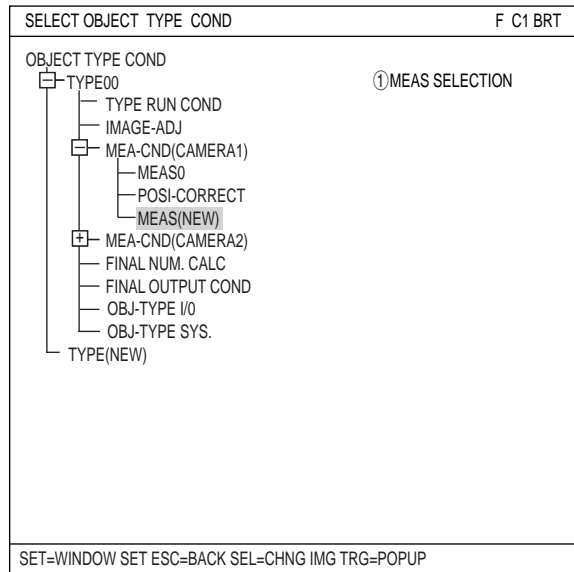 SELECT OBJECT TYPE COND F C1 BRT
OBJECT TYPE COND
TYPE00 ①MEAS SELECTION
TYPE RUN COND
IMAGE-ADJ
MEA-CND(CAMERA1)
MEAS0
POSI-CORRECT
MEAS(NEW)
MEA-CND(CAMERA2)
FINAL NUM. CALC
FINAL OUTPUT COND
OBJ-TYPE I/0
OBJ-TYPE SYS.
TYPE(NEW)
SET=WINDOW SET ESC=BACK SEL=CHNG IMG TRG=POPUP